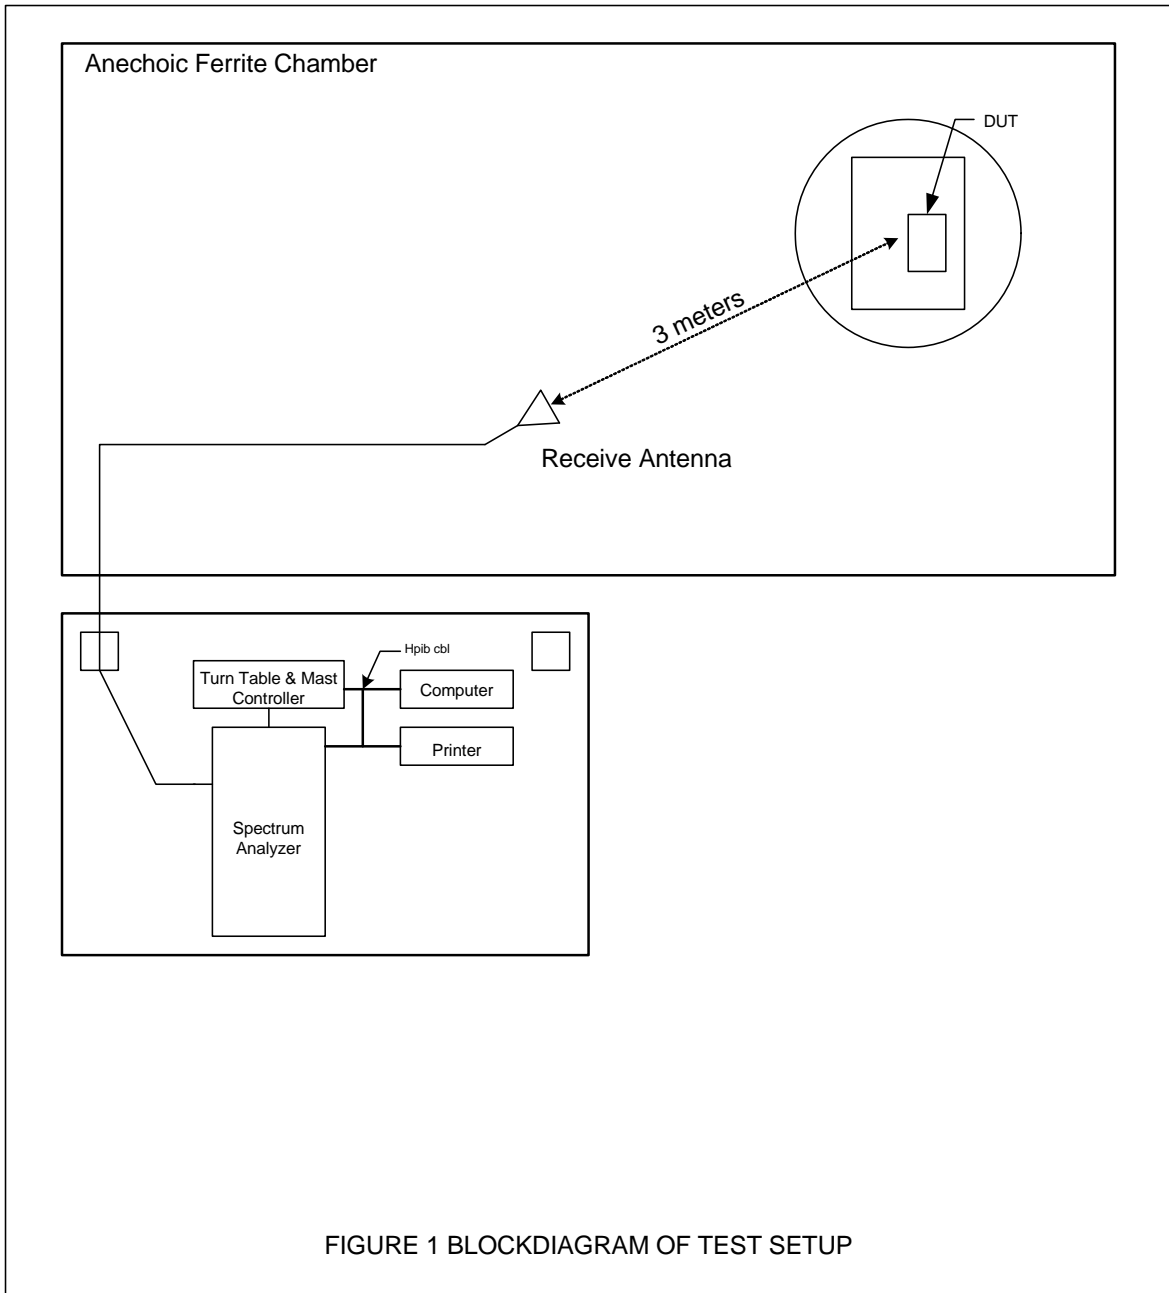 Anechoic Ferrite Chamber
DUT
3 meters
Receive Antenna
Hpib cbl
Turn Table & Mast
Controller
Computer
Printer
Spectrum
Analyzer
FIGURE 1 BLOCKDIAGRAM OF TEST SETUP